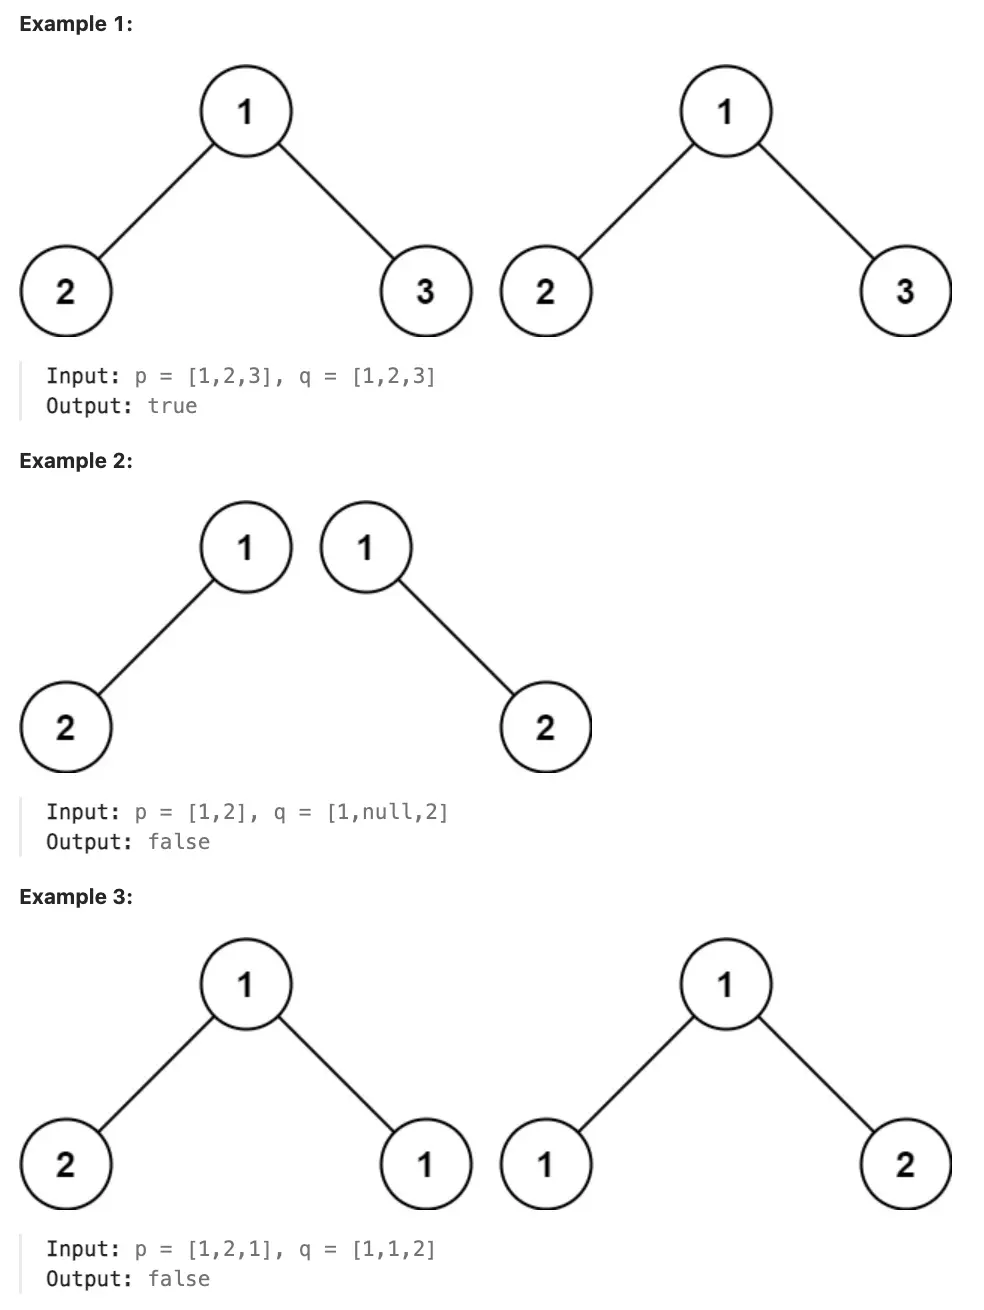 Example 1:
1 1
2 3 2 3
Input: p = [1,2,3], q = [1,2,3]
Output: true
Example 2:
1 1
2 2
Input: p = [1,2], q = [1,null,2]
Output: false
Example 3:
1 1
2 1 1 2
Input: p = [1,2,1], q = [1,1,2]
Output: false